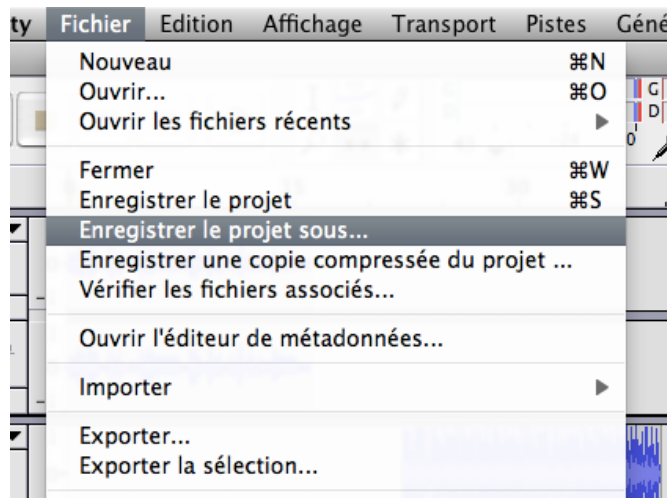 ty Fichier Edition Affichage Transport Pistes Géné
Nouveau ⌘N
Ouvrir... ⌘O
Ouvrir les fichiers récents ▶
Fermer ⌘W
Enregistrer le projet ⌘S
Enregistrer le projet sous...
Enregistrer une copie compressée du projet ...
Vérifier les fichiers associés...
Ouvrir l'éditeur de métadonnées...
Importer ▶
Exporter...
Exporter la sélection...
G
D
0